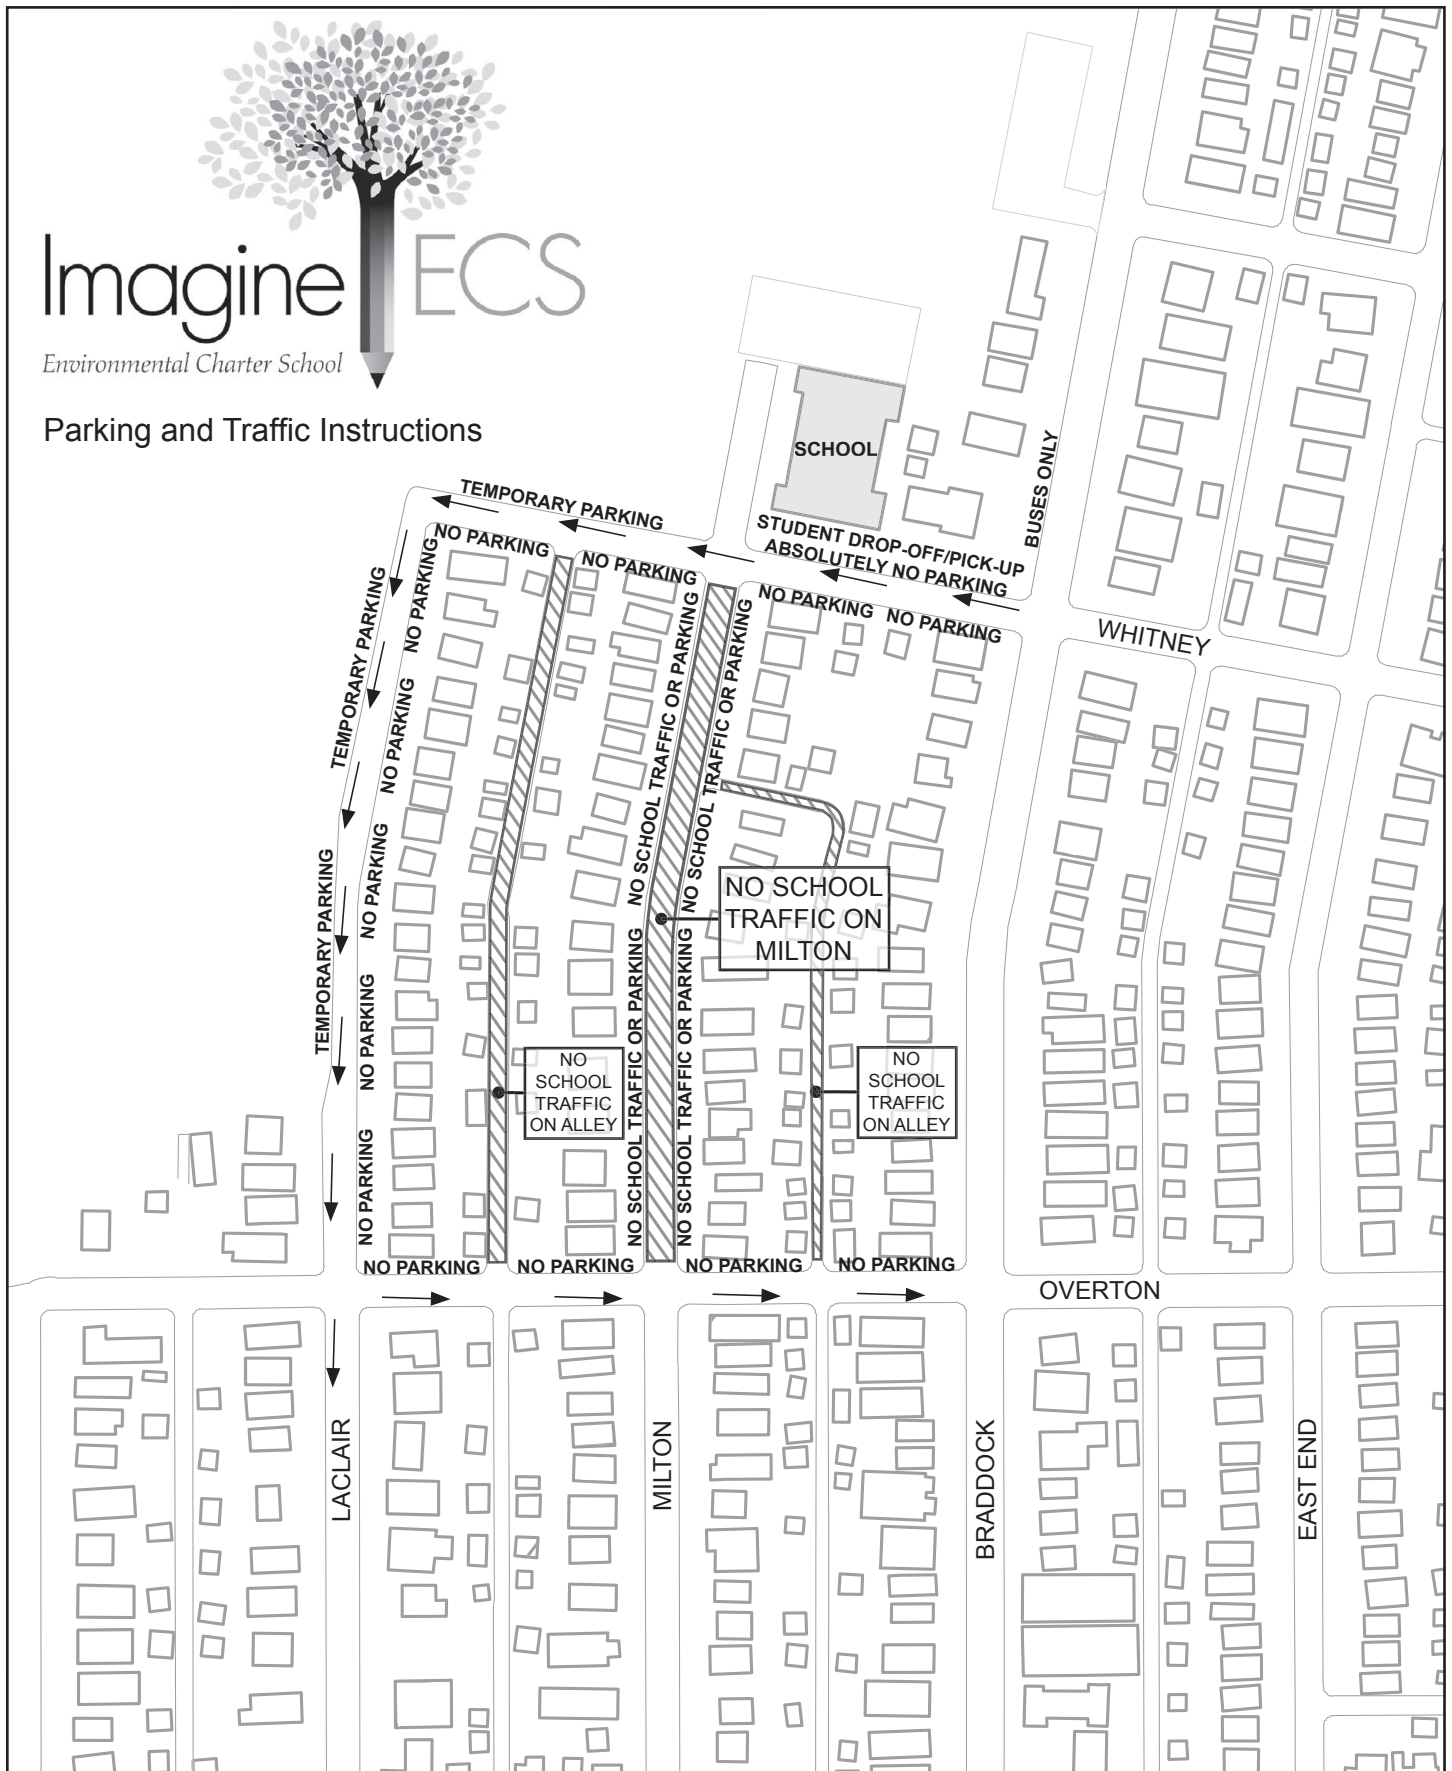 Imagine ECS
Environmental Charter School
Parking and Traffic Instructions
SCHOOL
BUSES ONLY
TEMPORARY PARKING
STUDENT DROP-OFF/PICK-UP
ABSOLUTELY NO PARKING
NO PARKING
NO PARKING
NO PARKING
NO PARKING
WHITNEY
TEMPORARY PARKING
TEMPORARY PARKING
NO PARKING
NO PARKING
NO PARKING
NO PARKING
NO PARKING
NO SCHOOL TRAFFIC OR PARKING
NO SCHOOL TRAFFIC OR PARKING
NO SCHOOL
TRAFFIC ON
MILTON
NO SCHOOL TRAFFIC OR PARKING
NO SCHOOL TRAFFIC OR PARKING
NO
SCHOOL
TRAFFIC
ON ALLEY
NO
SCHOOL
TRAFFIC
ON ALLEY
NO PARKING
NO PARKING
NO PARKING
NO PARKING
OVERTON
LACLAIR
MILTON
BRADDOCK
EAST END